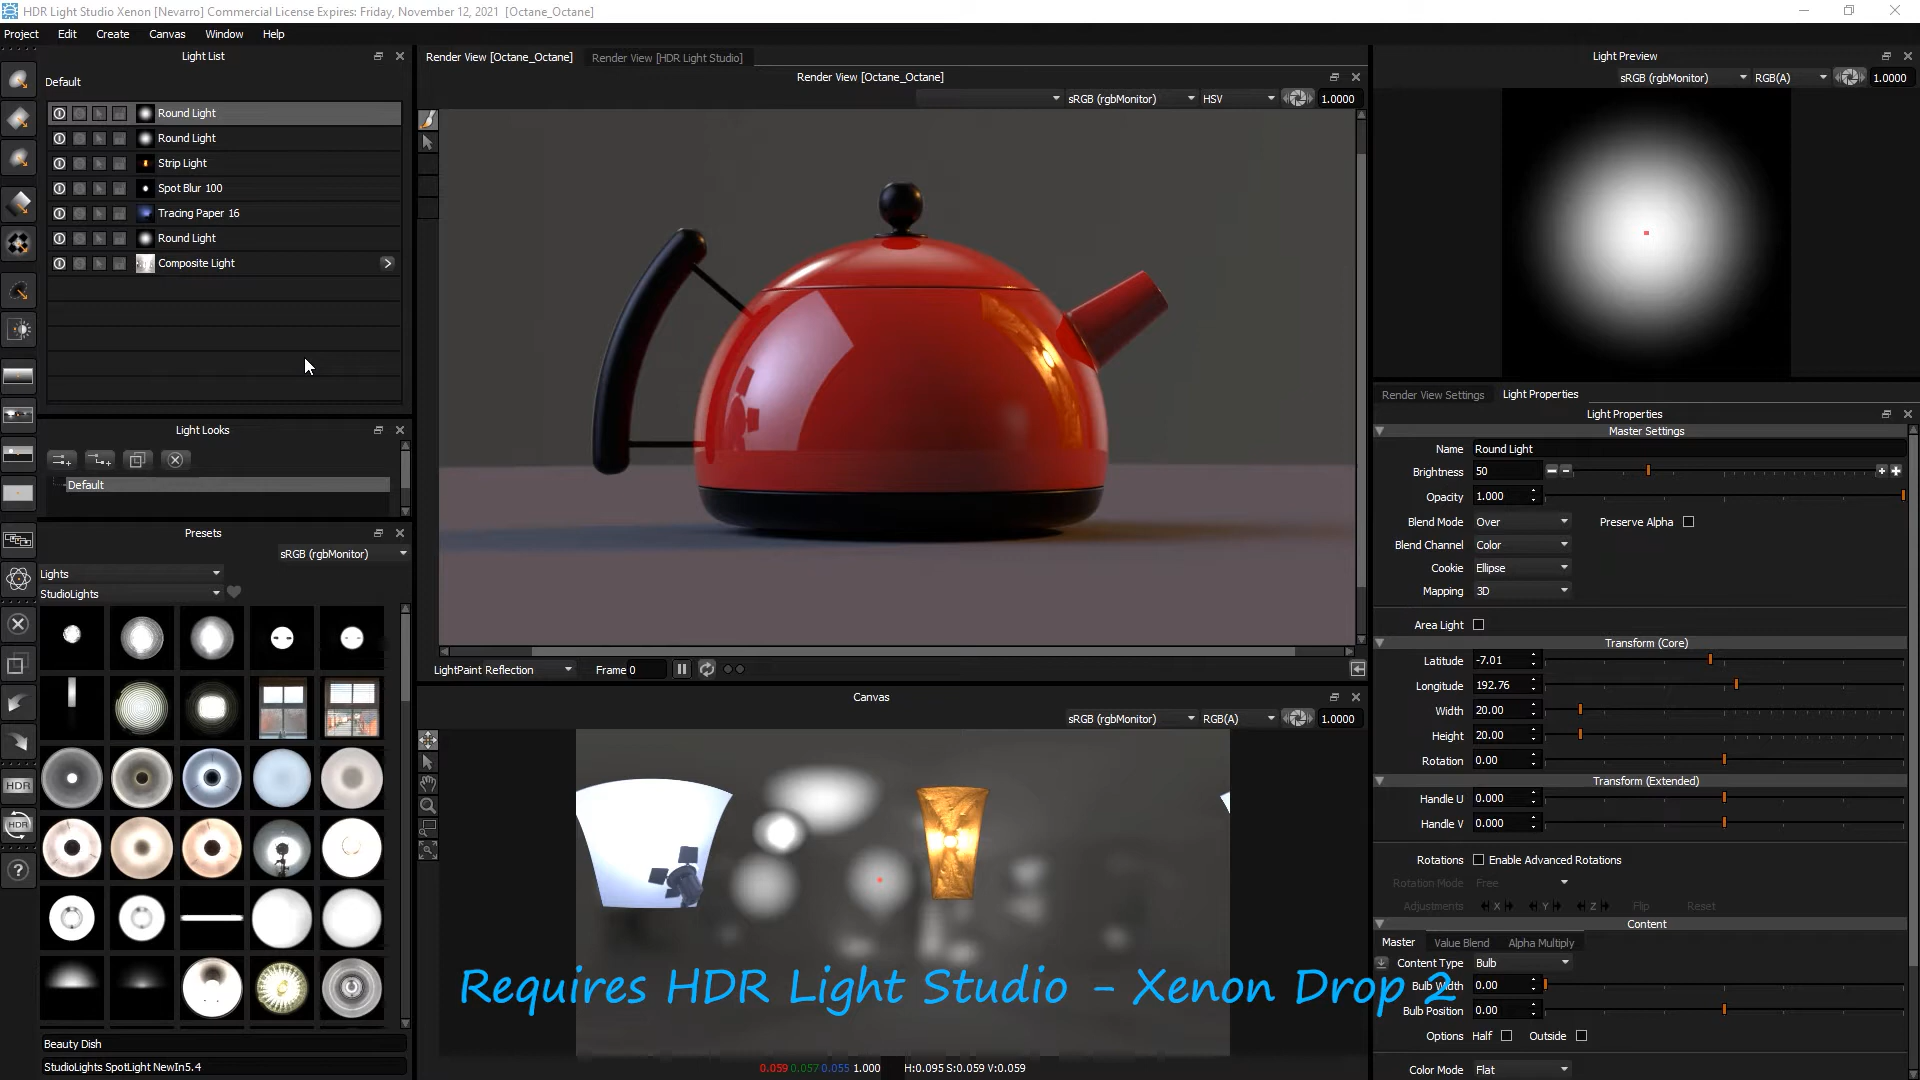 HDR Light Studio Xenon [Nevarro] Commercial License Expires: Friday, November 12, 2021 [Octane_Octane]
Project Edit Create Canvas Window Help
Light List
Default
Round Light
Round Light
Strip Light
Spot Blur 100
Tracing Paper 16
Round Light
Composite Light
Light Looks
Default
Presets
sRGB (rgbMonitor)
Lights
StudioLights
HDR
HDR
Beauty Dish
StudioLights SpotLight NewIn5.4
Render View [Octane_Octane] Render View [HDR Light Studio]
Render View [Octane_Octane]
sRGB (rgbMonitor) HSV 1.0000
LightPaint Reflection Frame 0
Canvas
sRGB (rgbMonitor) RGB(A) 1.0000
Requires HDR Light Studio - Xenon Drop 2
0.059 0.057 0.055 1.000 H:0.095 S:0.059 V:0.059
Light Preview
sRGB (rgbMonitor) RGB(A) 1.0000
Render View Settings Light Properties
Light Properties
Master Settings
Name Round Light
Brightness 50
Opacity 1.000
Blend Mode Over Preserve Alpha
Blend Channel Color
Cookie Ellipse
Mapping 3D
Area Light
Transform (Core)
Latitude -7.01
Longitude 192.76
Width 20.00
Height 20.00
Rotation 0.00
Transform (Extended)
Handle U 0.000
Handle V 0.000
Rotations Enable Advanced Rotations
Rotation Mode Free
Adjustments X Y Z Flip Reset
Content
Master Value Blend Alpha Multiply
Content Type Bulb
Bulb Width 0.00
Bulb Position 0.00
Options Half Outside
Color Mode Flat